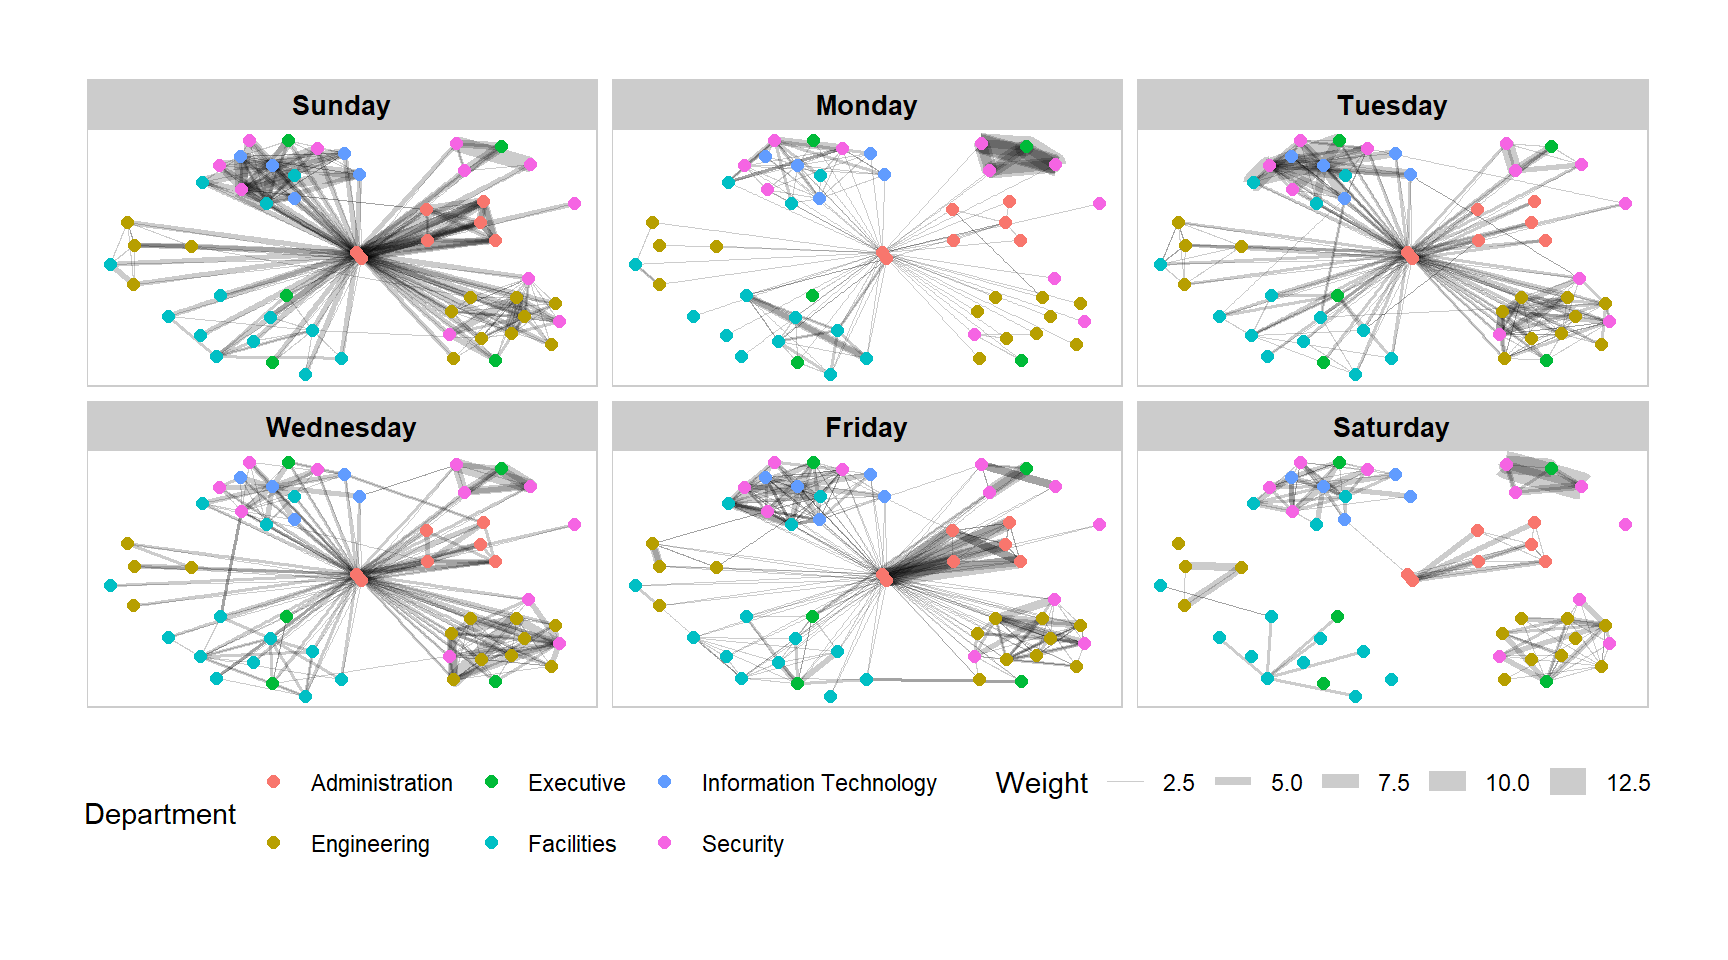 Sunday
Monday
Tuesday
Wednesday
Friday
Saturday
Department
Administration
Executive
Information Technology
Engineering
Facilities
Security
Weight
2.5
5.0
7.5
10.0
12.5